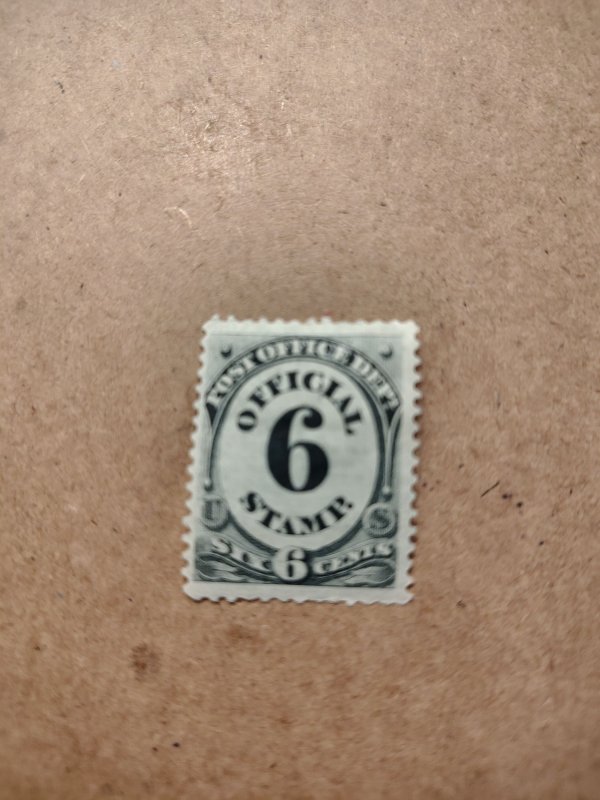 POST OFFICE DEPT.
OFFICIAL
6
STAMP.
U S
SIX 6 CENTS